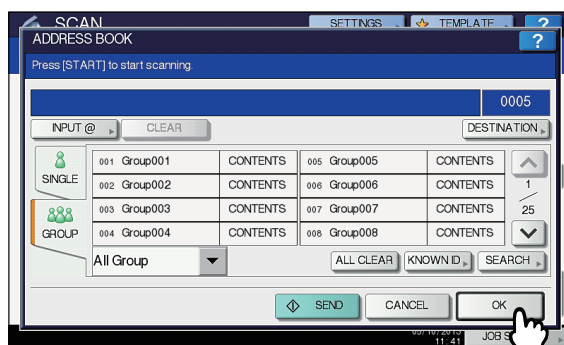 SCAN
SETTINGS TEMPLATE ?
ADDRESS BOOK ?
Press [START] to start scanning.
0005
INPUT @ CLEAR DESTINATION
SINGLE
GROUP
001 Group001 CONTENTS 005 Group005 CONTENTS
002 Group002 CONTENTS 006 Group006 CONTENTS
003 Group003 CONTENTS 007 Group007 CONTENTS
004 Group004 CONTENTS 008 Group008 CONTENTS
1
25
All Group ALL CLEAR KNOWN ID SEARCH
SEND CANCEL OK
11:41 JOB